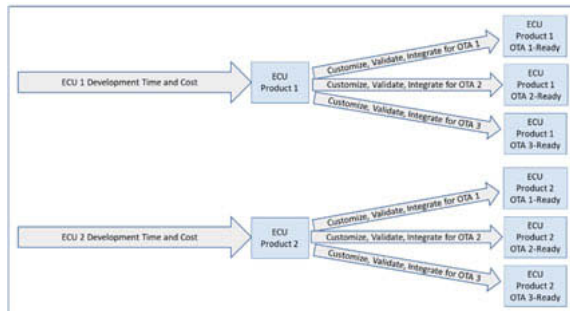 ECU
Product 1
OTA 1-Ready
Customize, Validate, Integrate for OTA 1
ECU 1 Development Time and Cost
ECU
Product 1
Customize, Validate, Integrate for OTA 2
ECU
Product 1
OTA 2-Ready
Customize, Validate, Integrate for OTA 3
ECU
Product 1
OTA 3-Ready
ECU
Product 2
OTA 1-Ready
Customize, Validate, Integrate for OTA 1
ECU 2 Development Time and Cost
ECU
Product 2
Customize, Validate, Integrate for OTA 2
ECU
Product 2
OTA 2-Ready
Customize, Validate, Integrate for OTA 3
ECU
Product 2
OTA 3-Ready